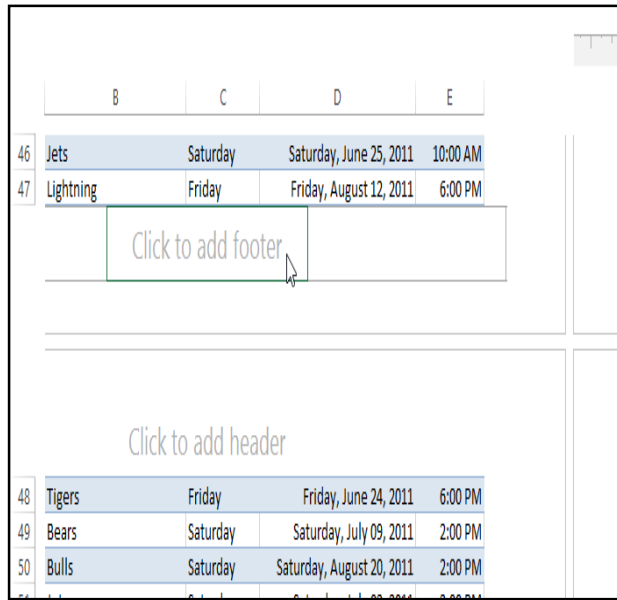 B C D E
46 Jets Saturday Saturday, June 25, 2011 10:00 AM
47 Lightning Friday Friday, August 12, 2011 6:00 PM
Click to add footer
Click to add header
48 Tigers Friday Friday, June 24, 2011 6:00 PM
49 Bears Saturday Saturday, July 09, 2011 2:00 PM
50 Bulls Saturday Saturday, August 20, 2011 2:00 PM